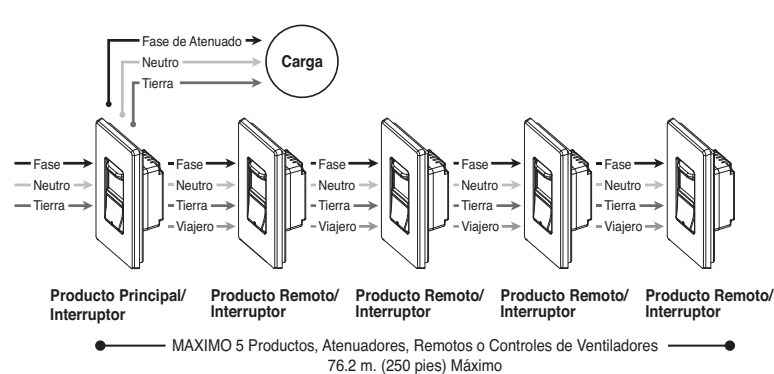 Fase de Atenuado
Neutro
Tierra
Carga
Fase
Neutro
Tierra
Fase
Neutro
Tierra
Viajero
Fase
Neutro
Tierra
Viajero
Fase
Neutro
Tierra
Viajero
Fase
Neutro
Tierra
Viajero
Producto Principal/
Interruptor
Producto Remoto/
Interruptor
Producto Remoto/
Interruptor
Producto Remoto/
Interruptor
Producto Remoto/
Interruptor
MAXIMO 5 Productos, Atenuadores, Remotos o Controles de Ventiladores
76.2 m. (250 pies) Máximo